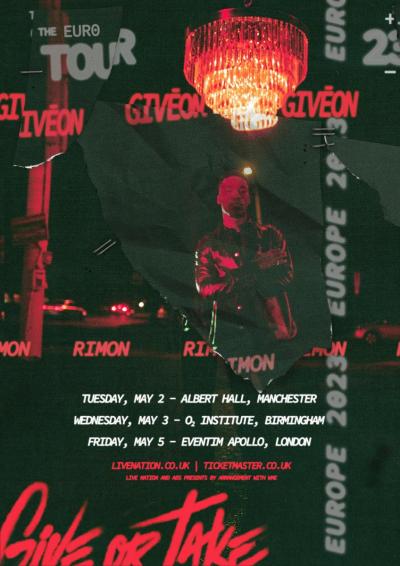 THE EURO
TOUR
GIVĒON
GIVĒON
GIVĒON
RIMON
RIMON
TUESDAY, MAY 2 - ALBERT HALL, MANCHESTER
WEDNESDAY, MAY 3 - O2 INSTITUTE, BIRMINGHAM
FRIDAY, MAY 5 - EVENTIM APOLLO, LONDON
LIVENATION.CO.UK | TICKETMASTER.CO.UK
LIVE NATION AND AEG PRESENTS BY ARRANGEMENT WITH WME
GIVE OR TAKE
EUROPE 2023 EUROPE 2023 EURO